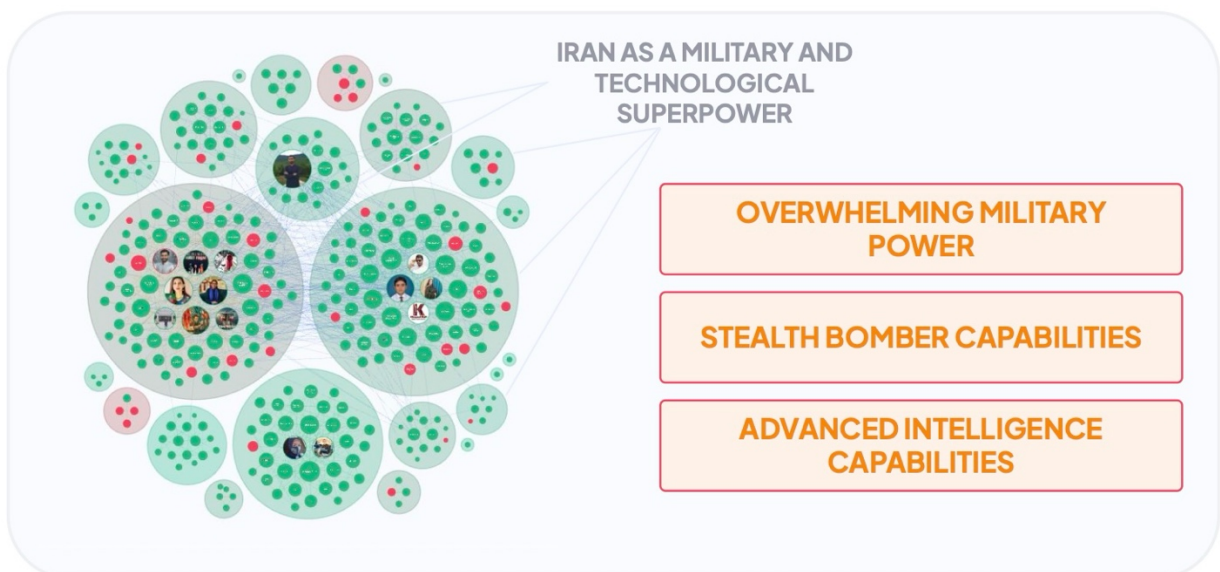 IRAN AS A MILITARY AND
TECHNOLOGICAL
SUPERPOWER
OVERWHELMING MILITARY
POWER
STEALTH BOMBER CAPABILITIES
ADVANCED INTELLIGENCE
CAPABILITIES